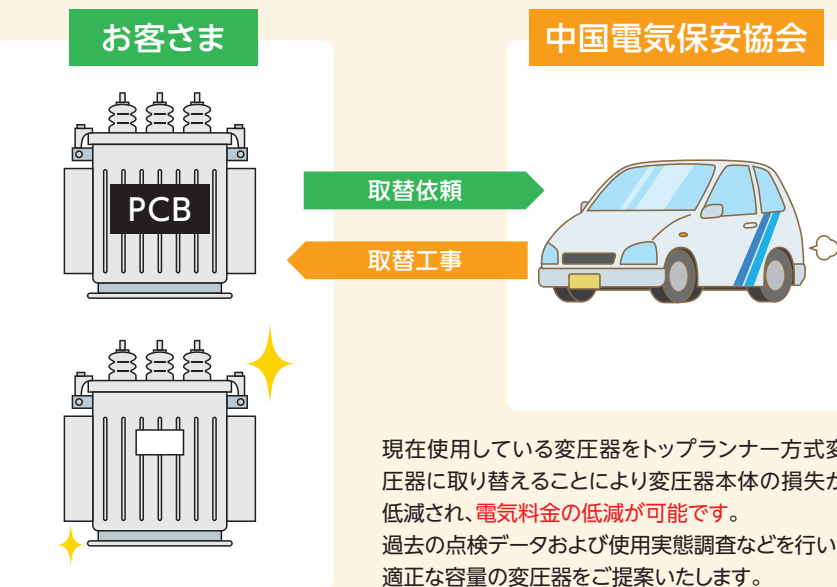 お客さま
中国電気保安協会
PCB
取替依頼
取替工事
現在使用している変圧器をトップランナー方式変
圧器に取り替えることにより変圧器本体の損失が
低減され、電気料金の低減が可能です。
過去の点検データおよび使用実態調査などを行い
適正な容量の変圧器をご提案いたします。